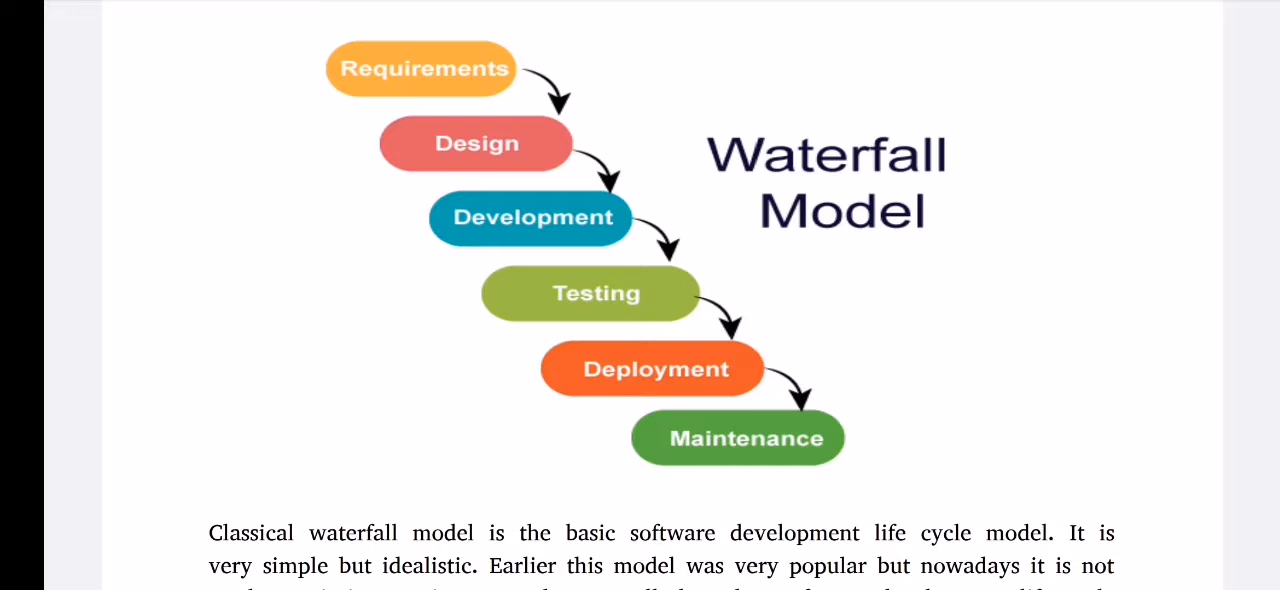 Requirements
Design
Waterfall
Model
Development
Testing
Deployment
Maintenance
Classical waterfall model is the basic software development life cycle model. It is
very simple but idealistic. Earlier this model was very popular but nowadays it is not